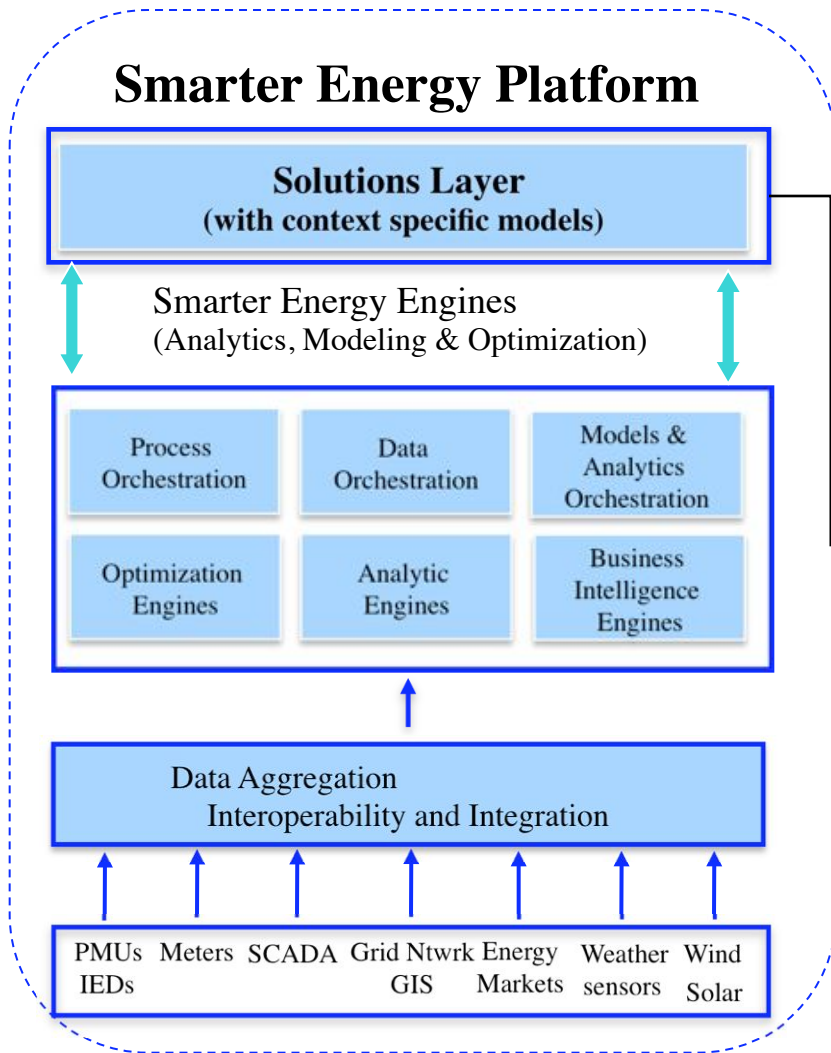 Smarter Energy Platform
Solutions Layer
(with context specific models)
Smarter Energy Engines
(Analytics, Modeling & Optimization)
Process
Orchestration
Data
Orchestration
Models &
Analytics
Orchestration
Optimization
Engines
Analytic
Engines
Business
Intelligence
Engines
Data Aggregation
Interoperability and Integration
PMUs
IEDs
Meters
SCADA
Grid Ntwrk
GIS
Energy
Markets
Weather
sensors
Wind
Solar